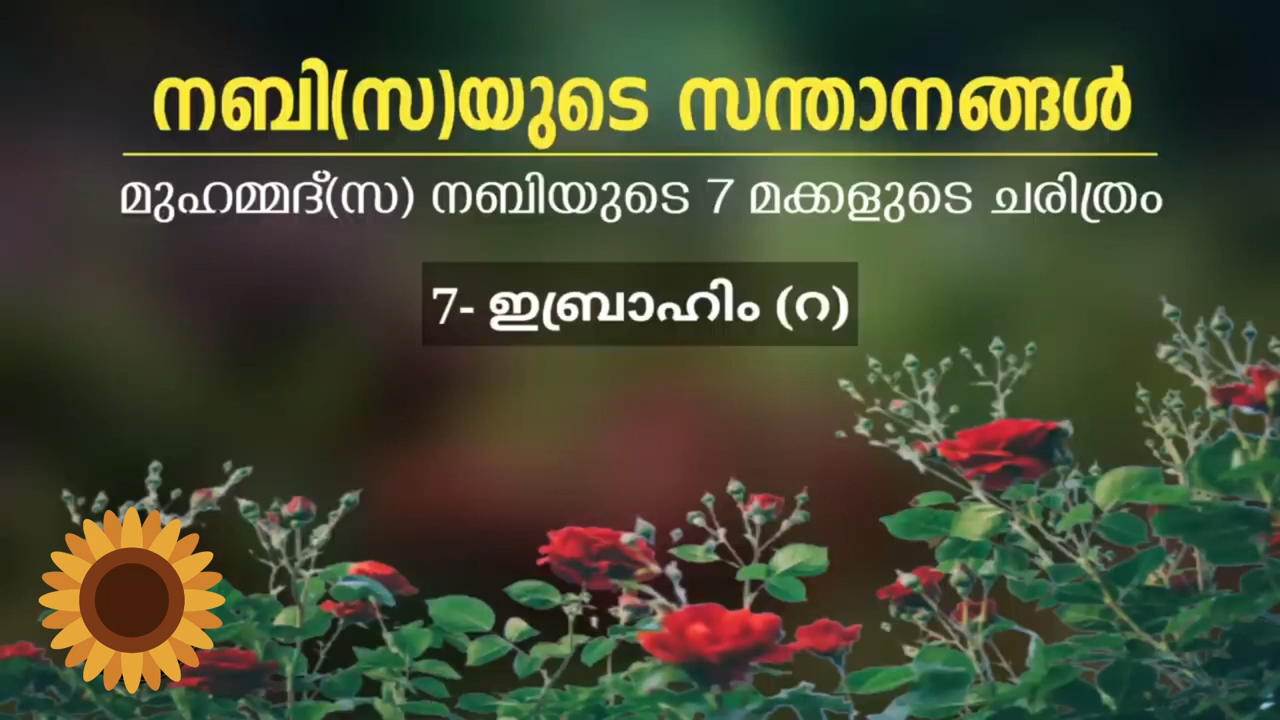 നബി(സ)യുടെ സന്താനങ്ങൾ
മുഹമ്മദ്(സ) നബിയുടെ 7 മക്കളുടെ ചരിത്രം
7- ഇബ്രാഹിം (റ)